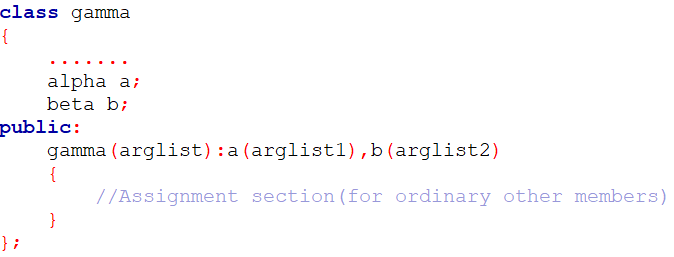 class gamma
{
    .......
    alpha a;
    beta b;
public:
    gamma(arglist):a(arglist1),b(arglist2)
    {
        //Assignment section(for ordinary other members)
    }
};